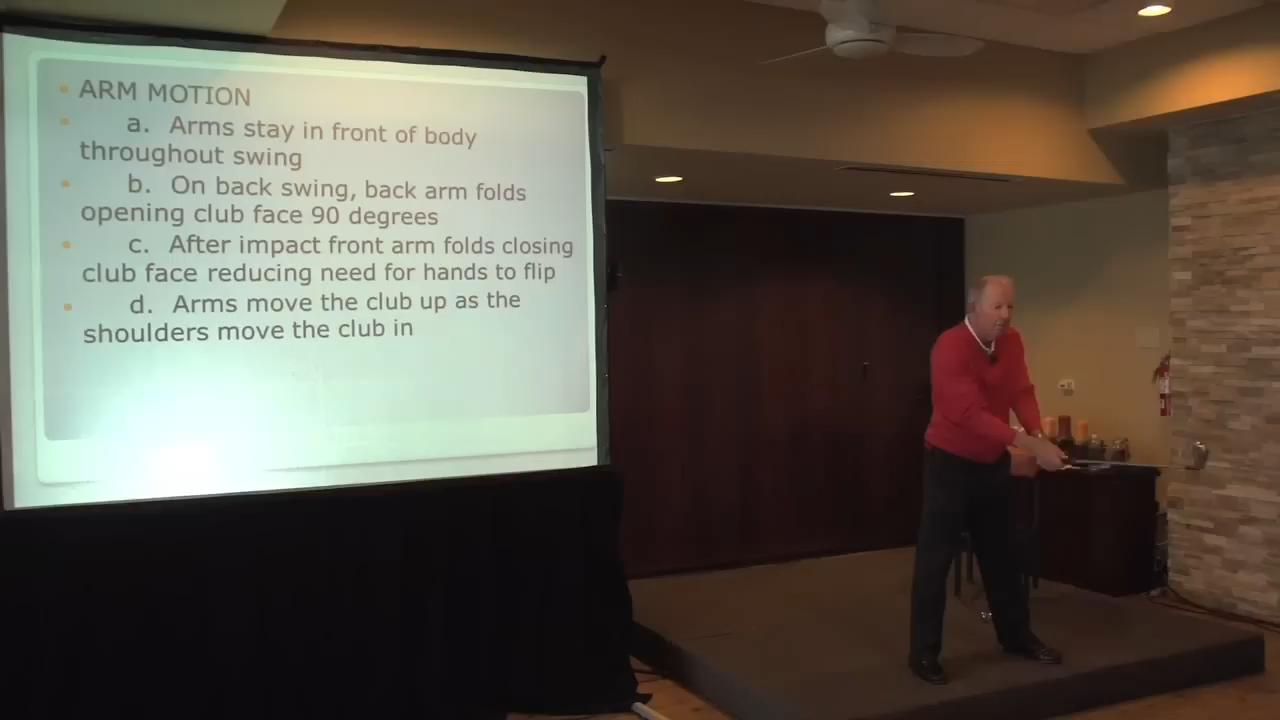 ARM MOTION
a. Arms stay in front of body
throughout swing
b. On back swing, back arm folds
opening club face 90 degrees
c. After impact front arm folds closing
club face reducing need for hands to flip
d. Arms move the club up as the
shoulders move the club in